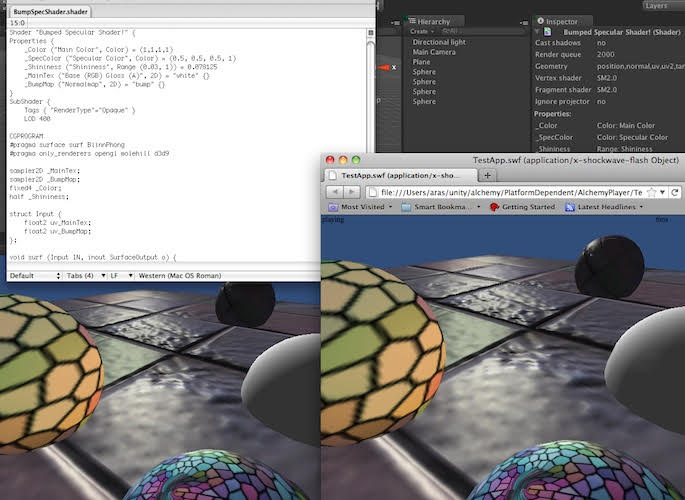 BumpSpecShader.shader
15:0
Shader "Bumped Specular Shader!" {
Properties {
_Color ("Main Color", Color) = (1,1,1,1)
_SpecColor ("Specular Color", Color) = (0.5, 0.5, 0.5, 1)
_Shininess ("Shininess", Range (0.03, 1)) = 0.078125
_MainTex ("Base (RGB) Gloss (A)", 2D) = "white" {}
_BumpMap ("Normalmap", 2D) = "bump" {}
}
SubShader {
Tags { "RenderType"="Opaque" }
LOD 400
CGPROGRAM
#pragma surface surf BlinnPhong
#pragma only_renderers opengl molehill d3d9
sampler2D _MainTex;
sampler2D _BumpMap;
fixed4 _Color;
half _Shininess;
struct Input {
float2 uv_MainTex;
float2 uv_BumpMap;
};
void surf (Input IN, inout SurfaceOutput o) {
Default Tabs (4) LF Western (Mac OS Roman)
Layers
Hierarchy
Create
All
Directional light
Main Camera
Plane
Sphere
Sphere
Sphere
Sphere
x
Inspector
Bumped Specular Shader! (Shader)
Cast shadows no
Render queue 2000
Geometry position,normal,uv,uv2,tan
Vertex shader SM2.0
Fragment shader SM2.0
Ignore projector no
Properties:
_Color Color: Main Color
_SpecColor Color: Specular Color
_Shininess Range: Shininess
TestApp.swf (application/x-shockwave-flash Object)
TestApp.swf (application/x-sho...
file:///Users/aras/unity/alchemy/PlatformDependent/AlchemyPlayer/Te
Most Visited Smart Bookma... Getting Started Latest Headlines
playing